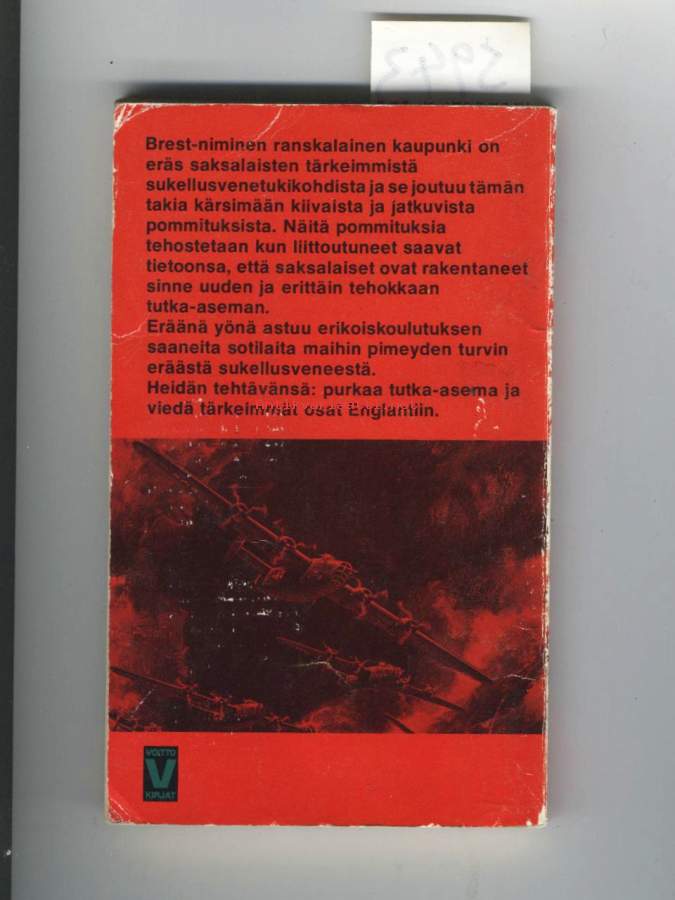 Brest-niminen ranskalainen kaupunki on
eräs saksalaisten tärkeimmistä
sukellusvenetukikohdista ja se joutuu tämän
takia kärsimään kiivaista ja jatkuvista
pommituksista. Näitä pommituksia
tehostetaan kun liittoutuneet saavat
tietoonsa, että saksalaiset ovat rakentaneet
sinne uuden ja erittäin tehokkaan
tutka-aseman.
Eräänä yönä astuu erikoiskoulutuksen
saaneita sotilaita maihin pimeyden turvin
eräästä sukellusveneestä.
Heidän tehtävänsä: purkaa tutka-asema ja
viedä tärkeimmät osat Englantiin.
VOITTO
V
KIRJAT